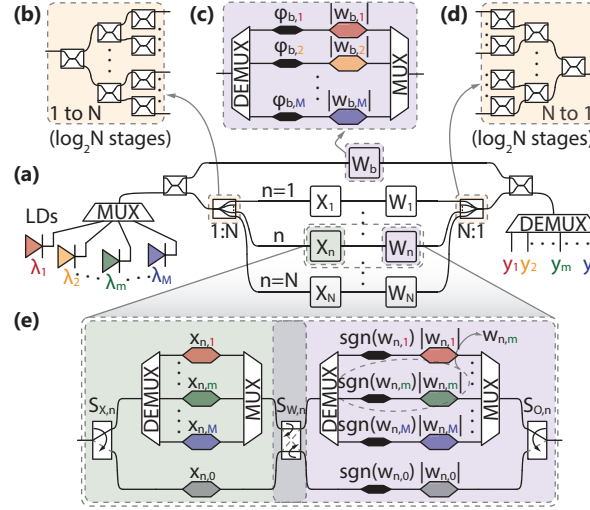 (b)
1 to N
(log₂N stages)
(c)
DEMUX
φb,1
|wb,1|
φb,2
|wb,2|
φb,M
|wb,M|
MUX
(d)
N to 1
(log₂N stages)
(a)
LDs
MUX
λ1
λ2
λm
λM
1:N
Wb
n=1
X1
W1
n
Xn
Wn
n=N
XN
WN
N:1
DEMUX
y1
y2
ym
y
(e)
SX,n
DEMUX
xn,1
xn,m
xn,M
MUX
xn,0
SW,n
DEMUX
sgn(wn,1) |wn,1|
wn,m
sgn(wn,m) |wn,m|
sgn(wn,M) |wn,M|
MUX
sgn(wn,0) |wn,0|
SO,n